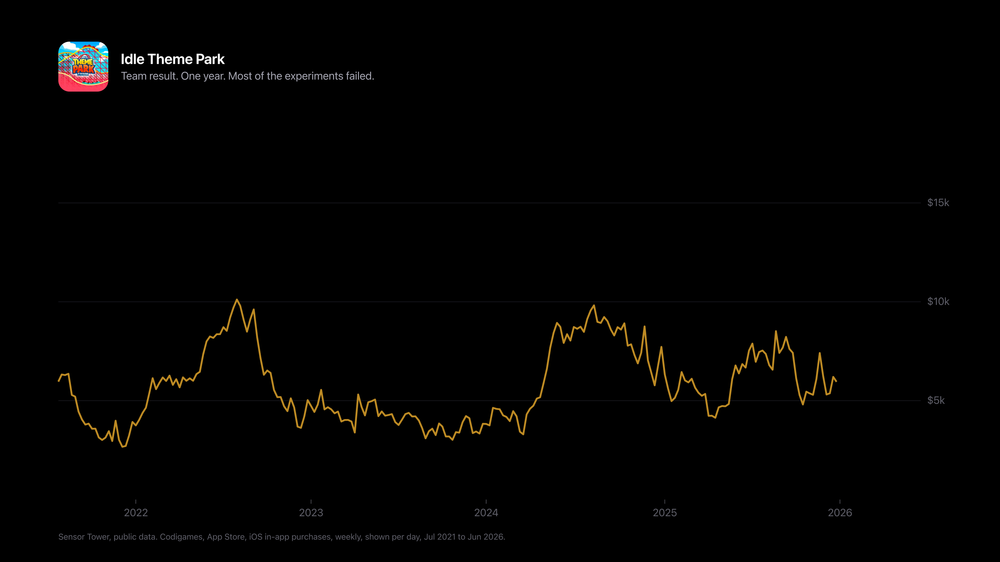 IDLE
THEME
PARK
TYCOON
Idle Theme Park
Team result. One year. Most of the experiments failed.
$15k
$10k
$5k
2022 2023 2024 2025 2026
Sensor Tower, public data. Codigames, App Store, iOS in-app purchases, weekly, shown per day, Jul 2021 to Jun 2026.